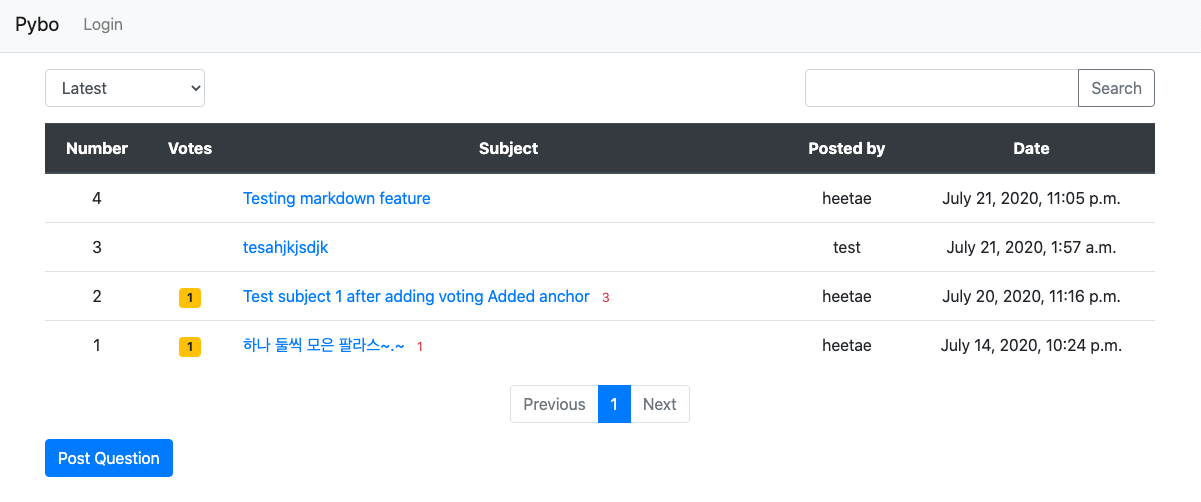 Pybo Login
Latest Search
Number Votes Subject Posted by Date
4 Testing markdown feature heetae July 21, 2020, 11:05 p.m.
3 tesahjkjsdjk test July 21, 2020, 1:57 a.m.
2 1 Test subject 1 after adding voting Added anchor 3 heetae July 20, 2020, 11:16 p.m.
1 1 하나 둘씩 모은 팔라스~.~ 1 heetae July 14, 2020, 10:24 p.m.
Previous 1 Next
Post Question